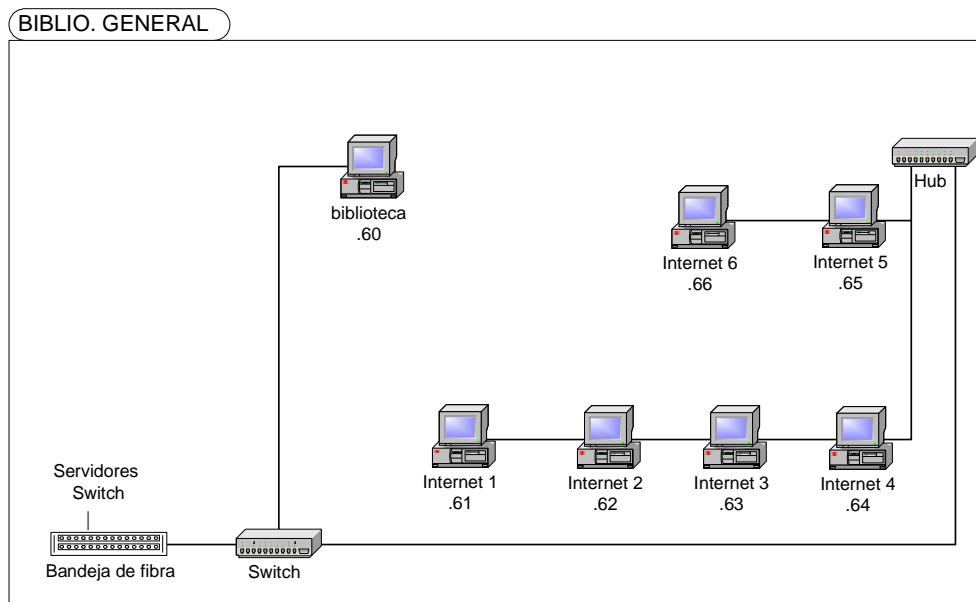 BIBLIO. GENERAL
biblioteca
.60
Hub
Internet 6
.66
Internet 5
.65
Internet 1
.61
Internet 2
.62
Internet 3
.63
Internet 4
.64
Servidores
Switch
Bandeja de fibra
Switch